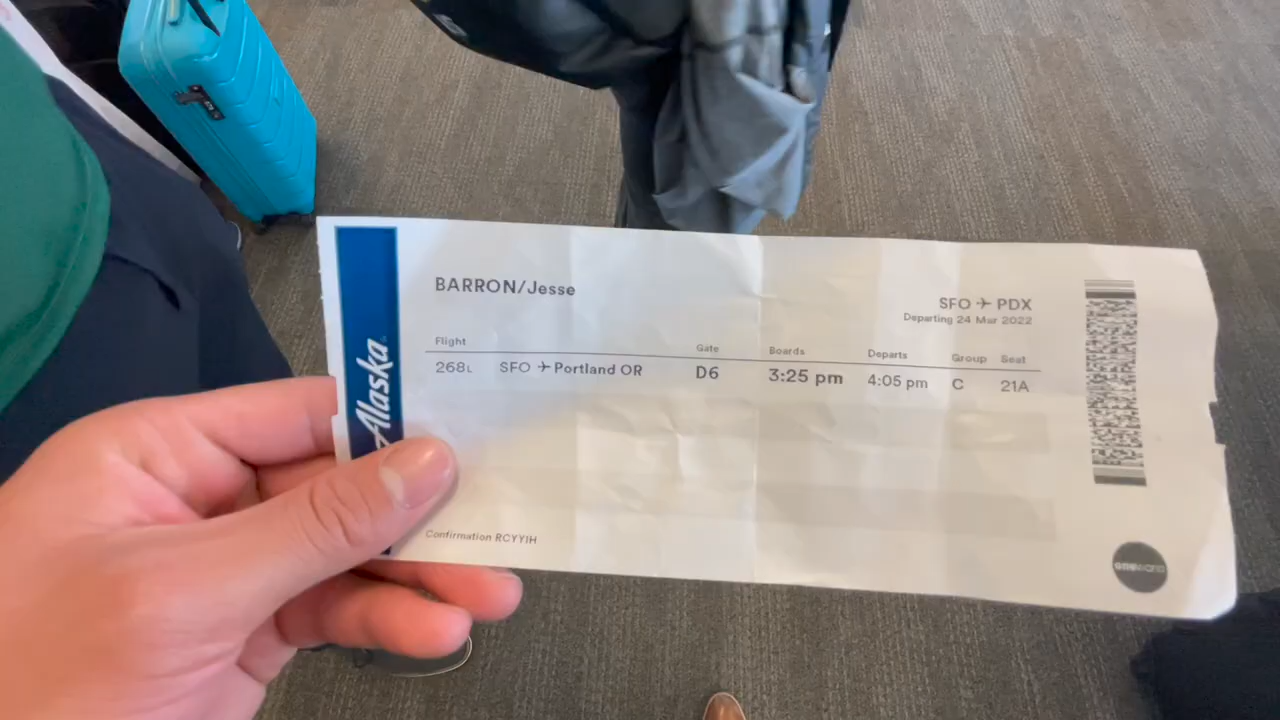 BARRON/Jesse
SFO ✈ PDX
Departing 24 Mar 2022
Flight Gate Boards Departs Group Seat
268L SFO ✈ Portland OR D6 3:25 pm 4:05 pm C 21A
Alaska
Confirmation RCYYIH
oneworld